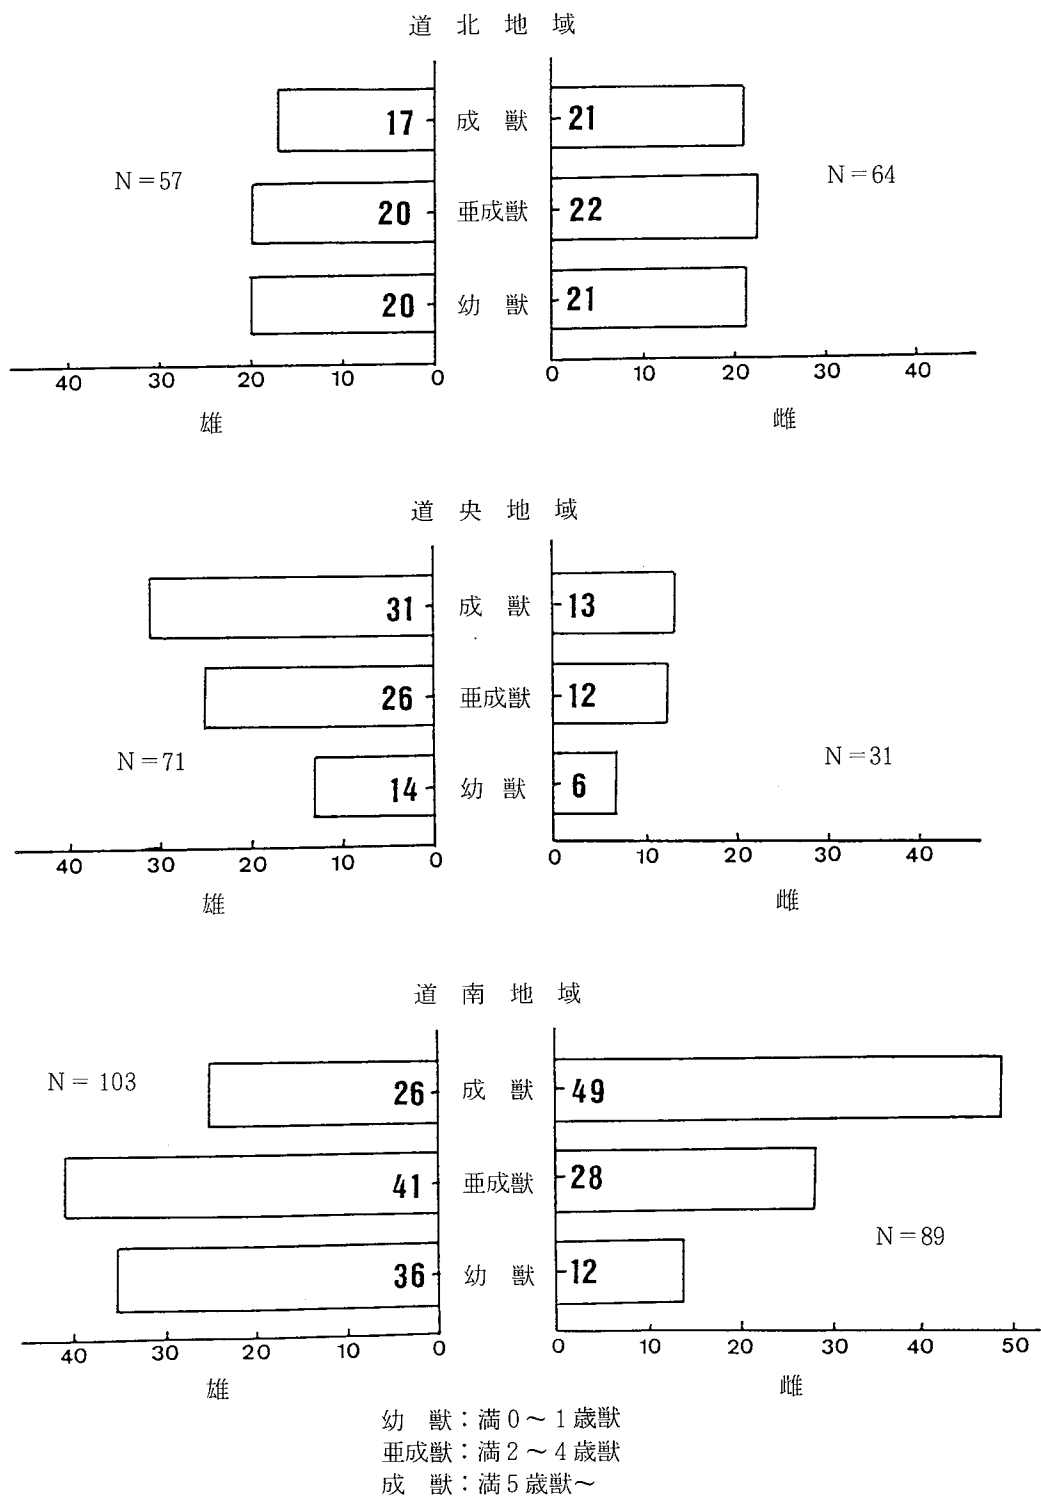 道北地域
17 成獣 21
N=57 N=64
20 亜成獣 22
20 幼獣 21
40 30 20 10 0 0 10 20 30 40
雄 雌
道央地域
31 成獣 13
26 亜成獣 12
N=71 N=31
14 幼獣 6
40 30 20 10 0 0 10 20 30 40
雄 雌
道南地域
N=103 26 成獣 49
41 亜成獣 28
N=89
36 幼獣 12
40 30 20 10 0 0 10 20 30 40 50
雄 雌
幼獣：満0～1歳獣
亜成獣：満2～4歳獣
成獣：満5歳獣～